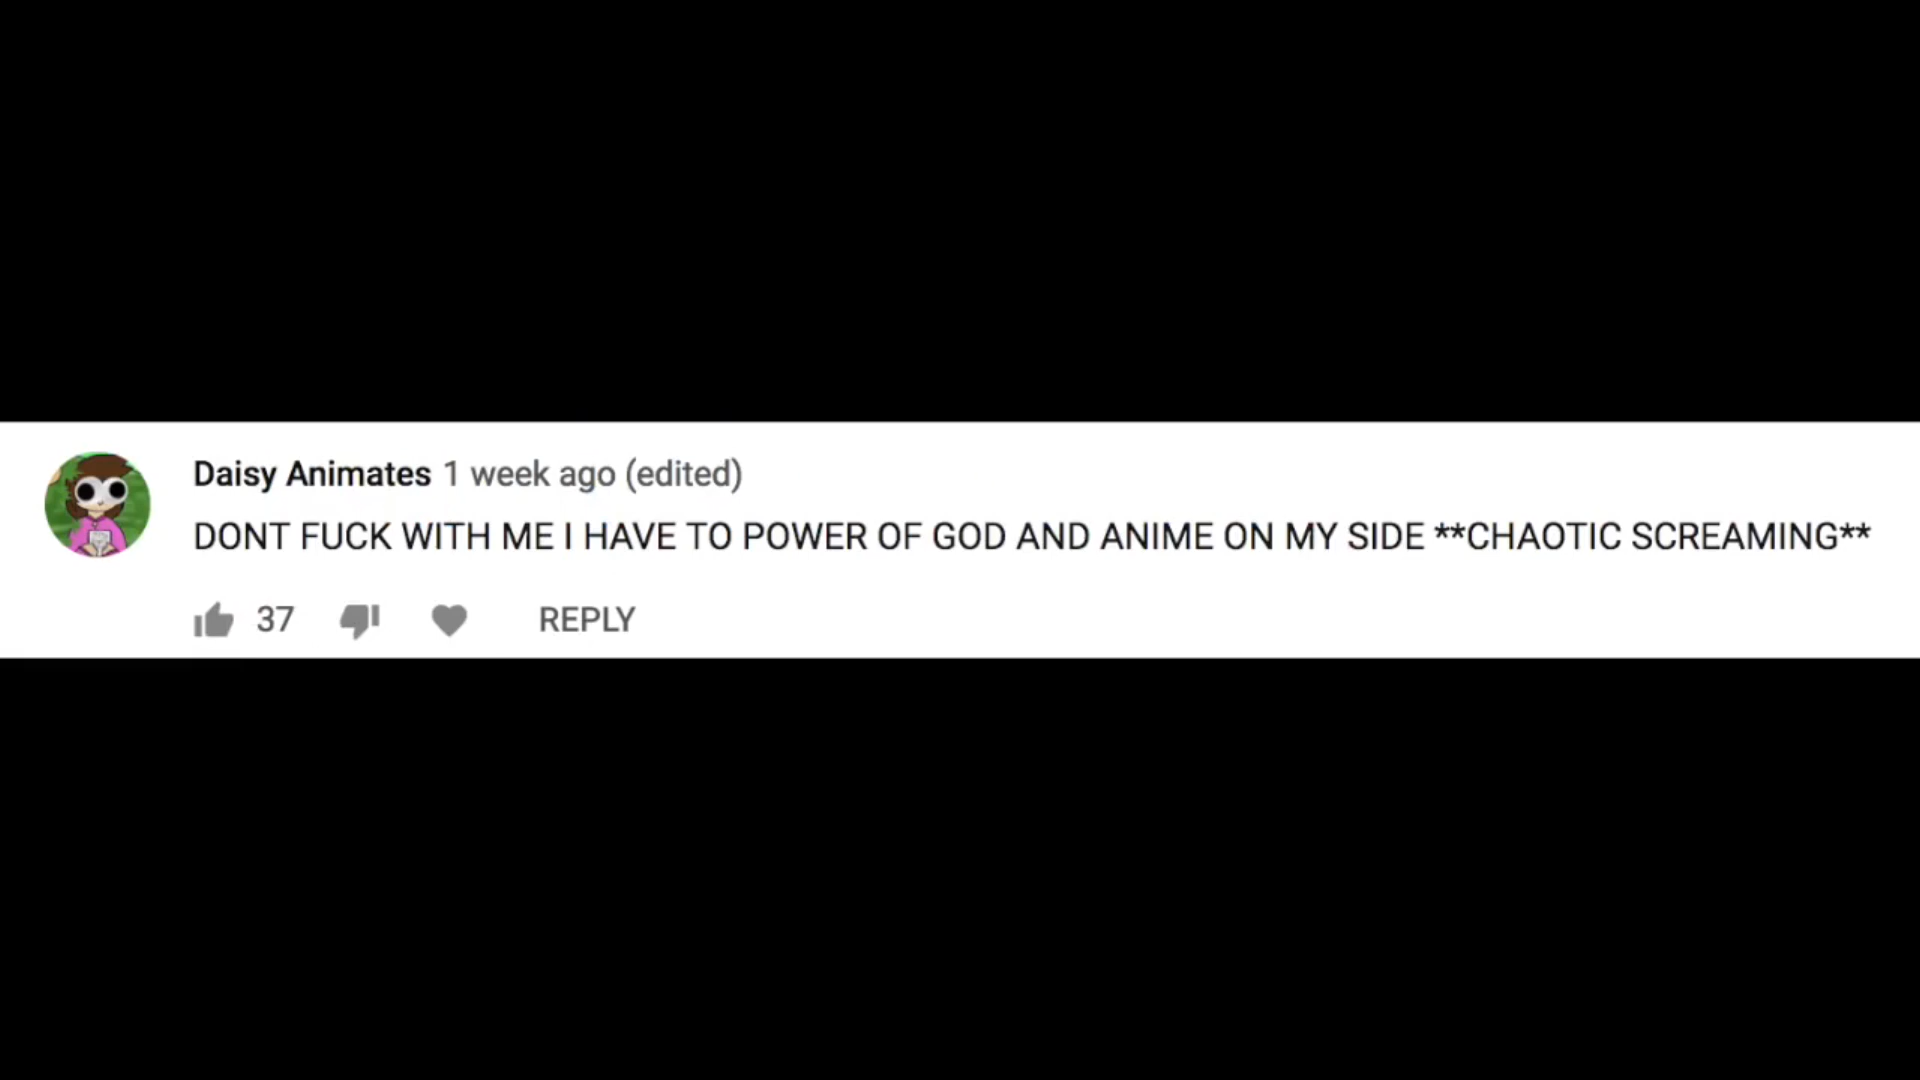 Daisy Animates 1 week ago (edited)
DONT FUCK WITH ME I HAVE TO POWER OF GOD AND ANIME ON MY SIDE **CHAOTIC SCREAMING**
37 REPLY